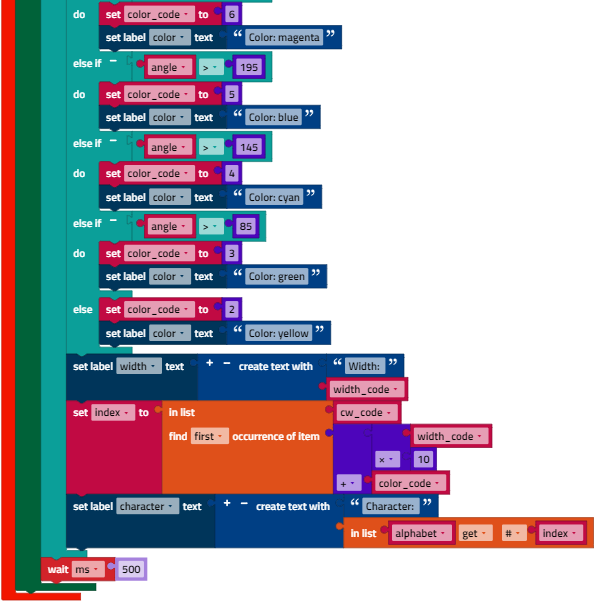 do set color_code to 6
set label color text “ Color: magenta ”
else if − angle > 195
do set color_code to 5
set label color text “ Color: blue ”
else if − angle > 145
do set color_code to 4
set label color text “ Color: cyan ”
else if − angle > 85
do set color_code to 3
set label color text “ Color: green ”
else set color_code to 2
set label color text “ Color: yellow ”
set label width text + − create text with “ Width: ”
width_code
set index to in list cw_code
find first occurrence of item width_code
× 10
+ color_code
set label character text + − create text with “ Character: ”
in list alphabet get # index
wait ms 500